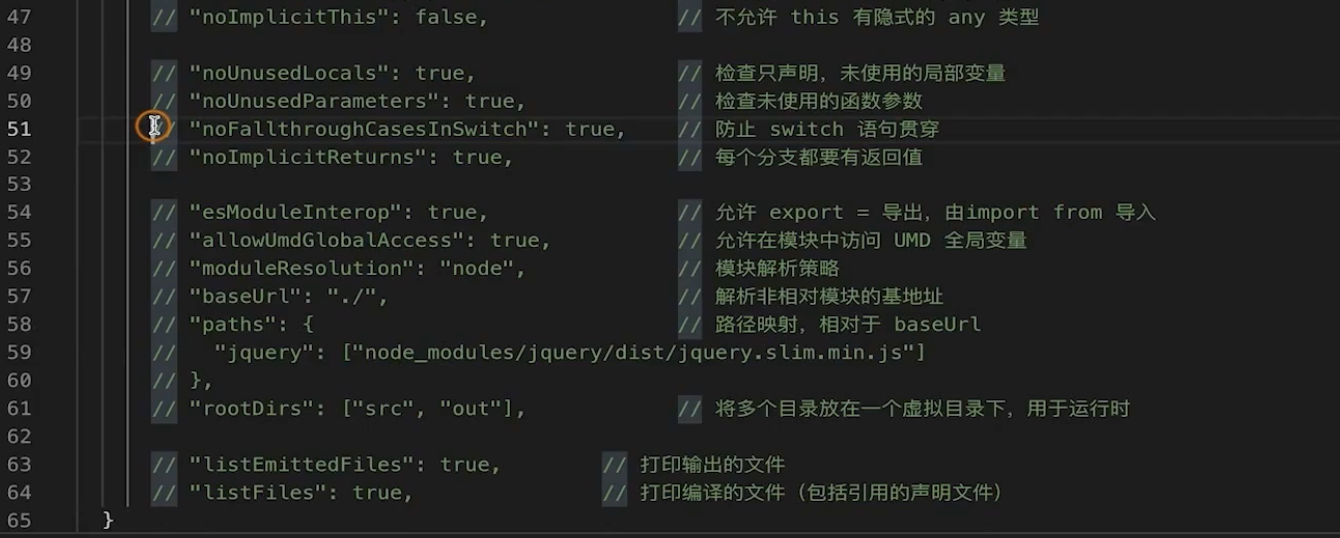 47 // "noImplicitThis": false, // 不允许 this 有隐式的 any 类型
48
49 // "noUnusedLocals": true, // 检查只声明，未使用的局部变量
50 // "noUnusedParameters": true, // 检查未使用的函数参数
51 // "noFallthroughCasesInSwitch": true, // 防止 switch 语句贯穿
52 // "noImplicitReturns": true, // 每个分支都要有返回值
53
54 // "esModuleInterop": true, // 允许 export = 导出，由import from 导入
55 // "allowUmdGlobalAccess": true, // 允许在模块中访问 UMD 全局变量
56 // "moduleResolution": "node", // 模块解析策略
57 // "baseUrl": "./", // 解析非相对模块的基地址
58 // "paths": { // 路径映射，相对于 baseUrl
59 // "jquery": ["node_modules/jquery/dist/jquery.slim.min.js"]
60 // },
61 // "rootDirs": ["src", "out"], // 将多个目录放在一个虚拟目录下，用于运行时
62
63 // "listEmittedFiles": true, // 打印输出的文件
64 // "listFiles": true, // 打印编译的文件（包括引用的声明文件）
65 }